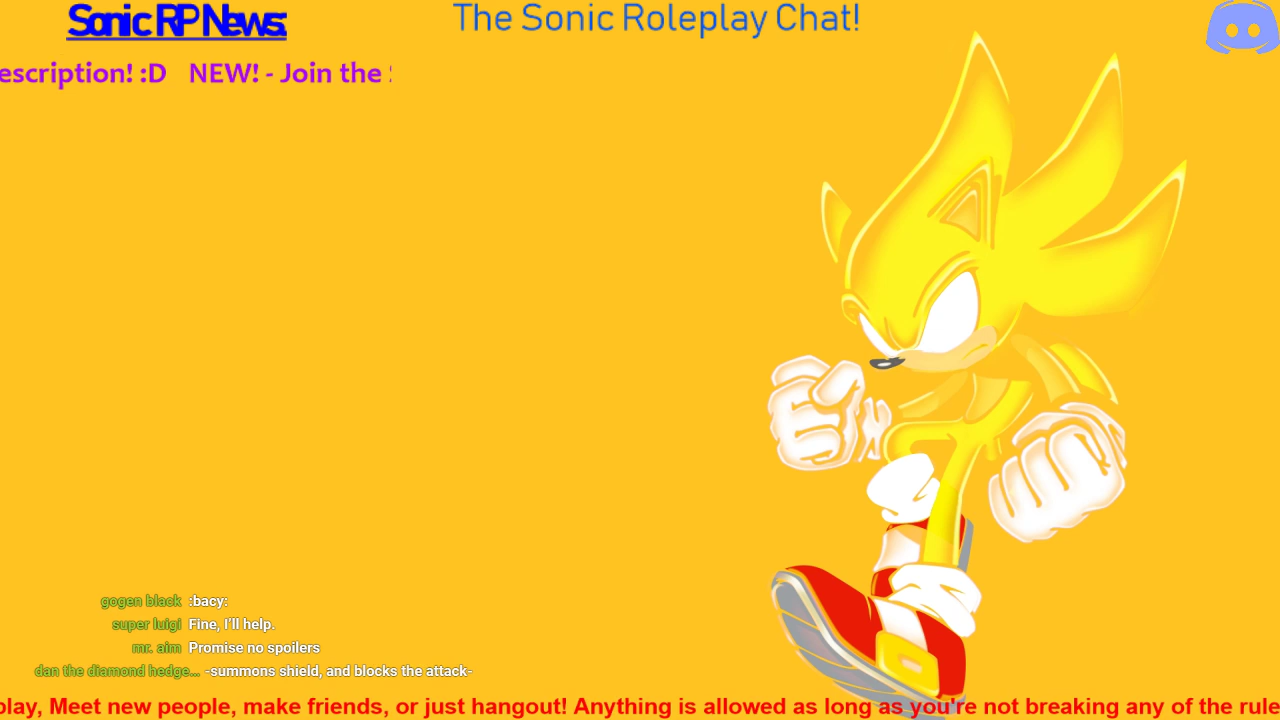 Sonic RP News:
The Sonic Roleplay Chat!
escription! :D NEW! - Join the
gogen black :bacy:
super luigi Fine, I'll help.
mr. aim Promise no spoilers
dan the diamond hedge... -summons shield, and blocks the attack-
play, Meet new people, make friends, or just hangout! Anything is allowed as long as you're not breaking any of the rule